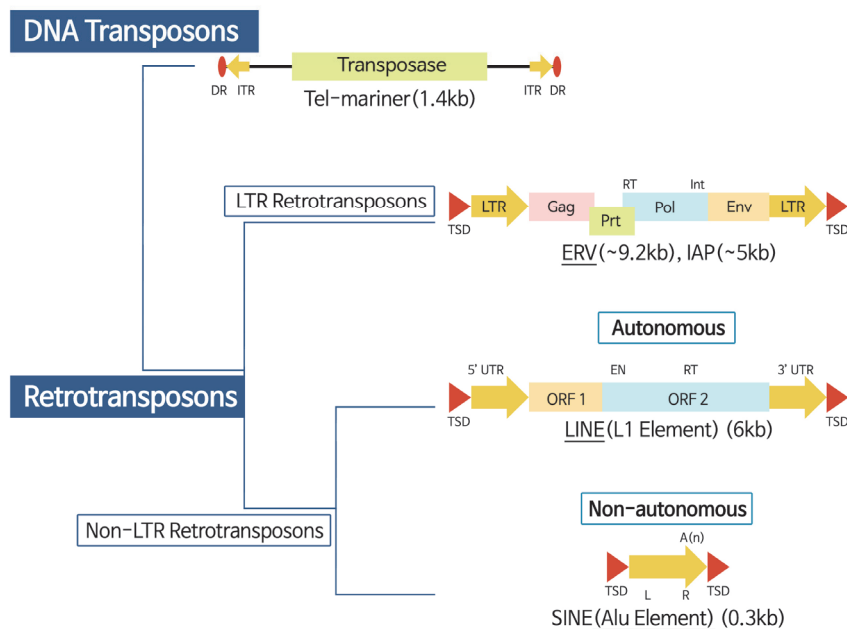 DNA Transposons
Transposase
DR ITR ITR DR
Tel-mariner(1.4kb)
LTR Retrotransposons
RT Int
LTR Gag Prt Pol Env LTR
TSD TSD
ERV(~9.2kb), IAP(~5kb)
Autonomous
5' UTR EN RT 3' UTR
ORF 1 ORF 2
TSD TSD
LINE(L1 Element) (6kb)
Retrotransposons
Non-autonomous
Non-LTR Retrotransposons
A(n)
TSD L R TSD
SINE(Alu Element) (0.3kb)